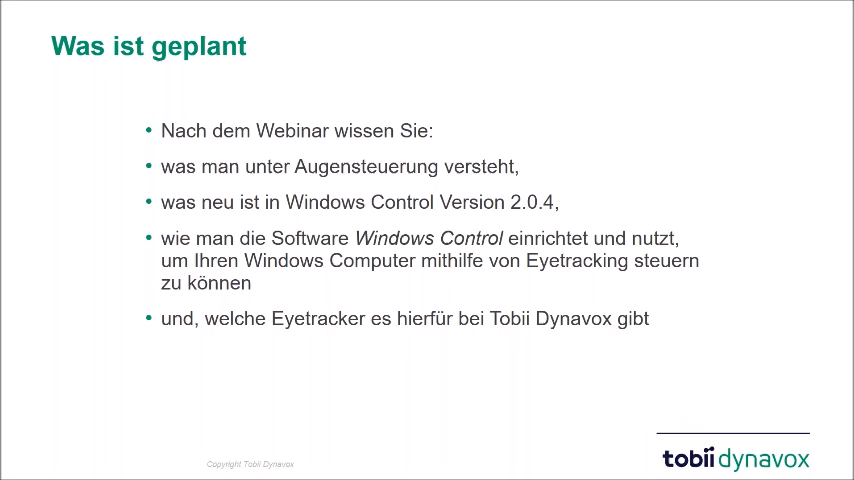 Was ist geplant
• Nach dem Webinar wissen Sie:
• was man unter Augensteuerung versteht,
• was neu ist in Windows Control Version 2.0.4,
• wie man die Software Windows Control einrichtet und nutzt,
um Ihren Windows Computer mithilfe von Eyetracking steuern
zu können
• und, welche Eyetracker es hierfür bei Tobii Dynavox gibt
Copyright Tobii Dynavox
tobii dynavox